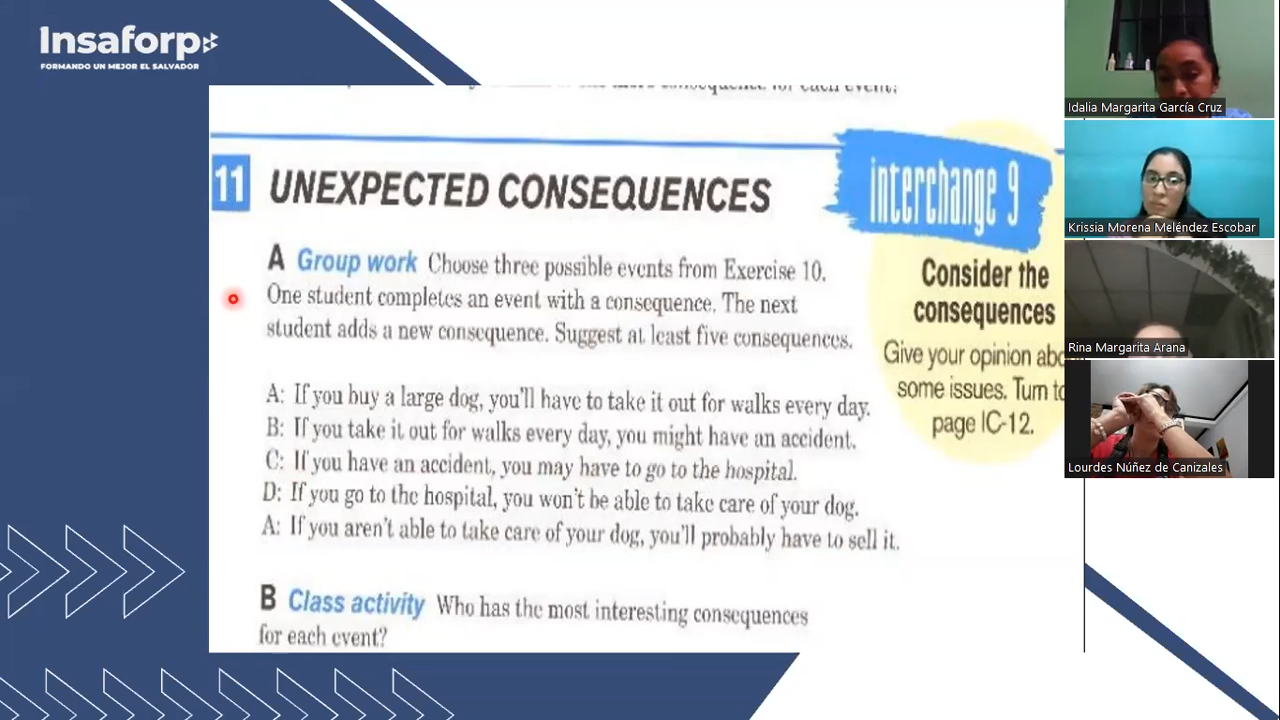 Insaforp
FORMANDO UN MEJOR EL SALVADOR
consequence for each event?
11 UNEXPECTED CONSEQUENCES
interchange 9
A Group work Choose three possible events from Exercise 10.
One student completes an event with a consequence. The next
student adds a new consequence. Suggest at least five consequences.
A: If you buy a large dog, you'll have to take it out for walks every day.
B: If you take it out for walks every day, you might have an accident.
C: If you have an accident, you may have to go to the hospital.
D: If you go to the hospital, you won't be able to take care of your dog.
A: If you aren't able to take care of your dog, you'll probably have to sell it.
B Class activity Who has the most interesting consequences
for each event?
Consider the
consequences
Give your opinion
some issues. Turn to
page IC-12.
Idalia Margarita García Cruz
Krissia Morena Meléndez Escobar
Rina Margarita Arana
Lourdes Núñez de Canizales